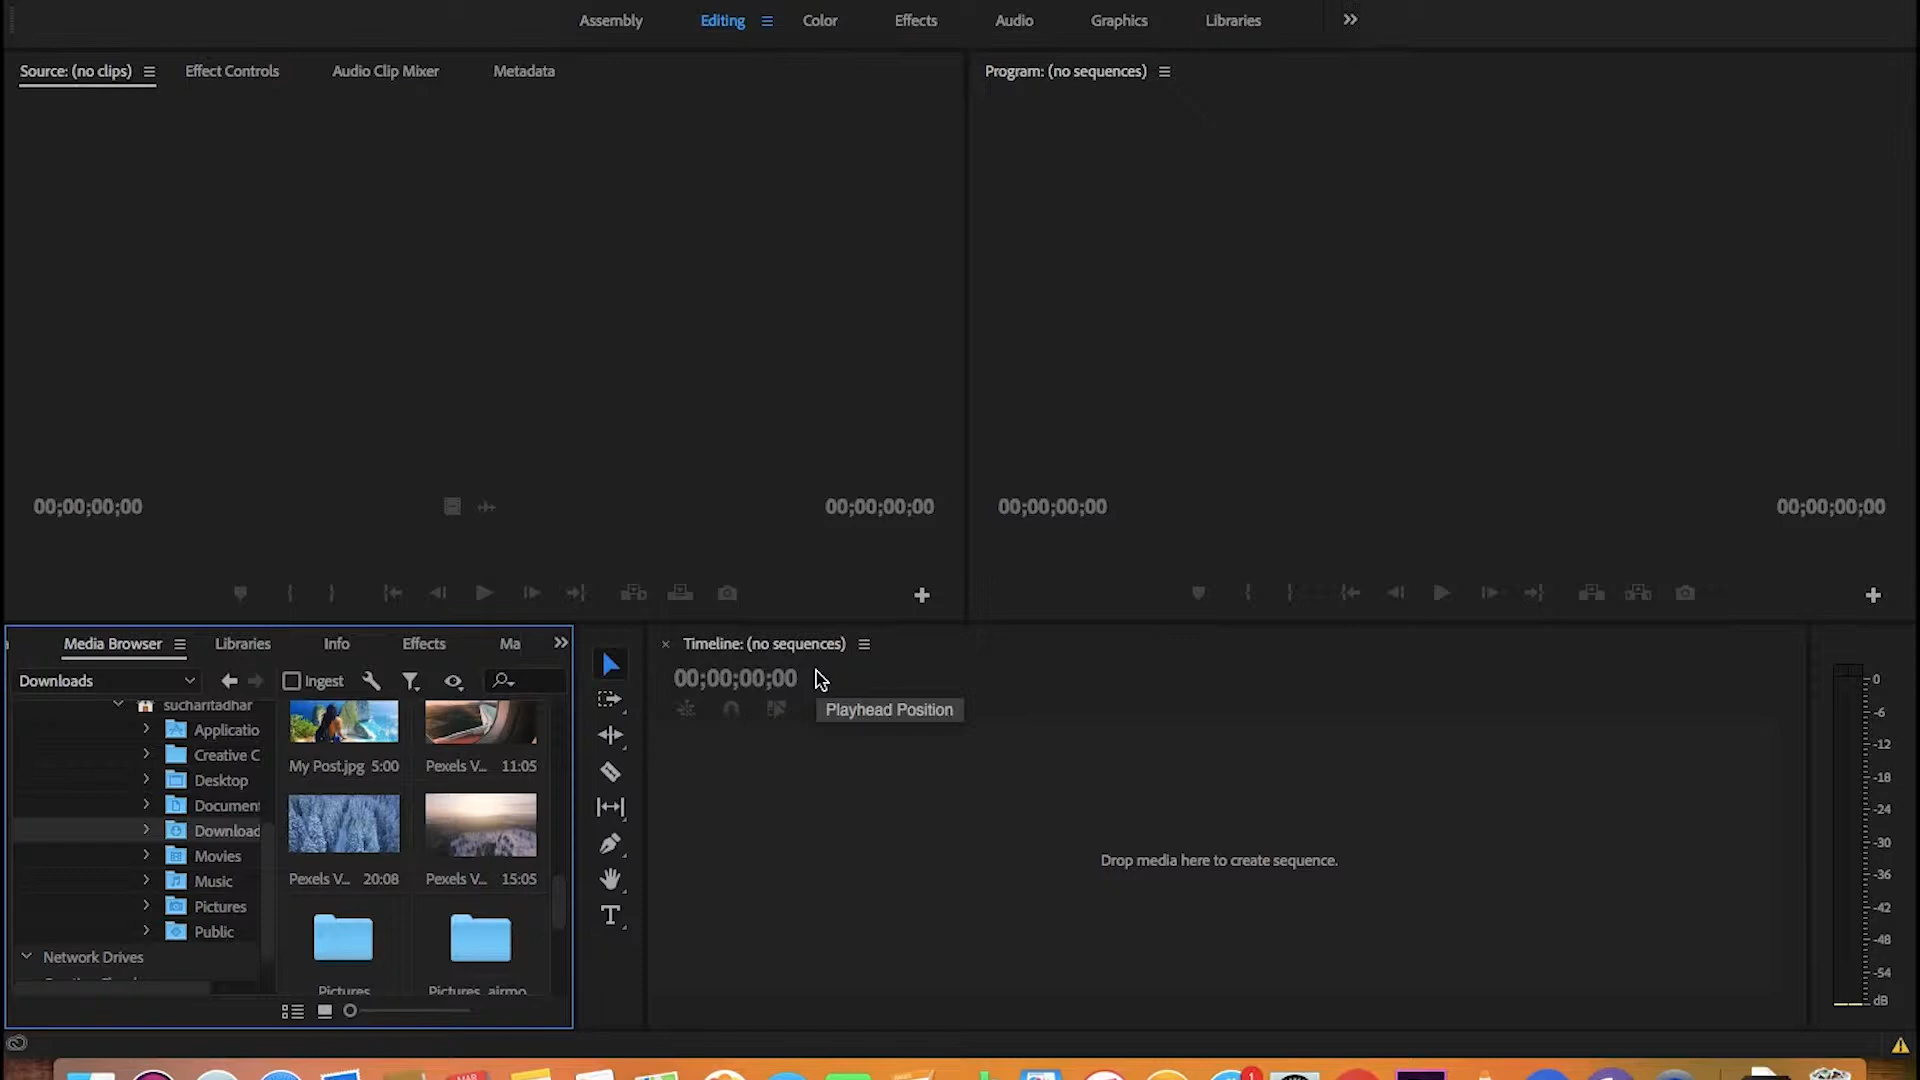 Assembly Editing Color Effects Audio Graphics Libraries
Source: (no clips) Effect Controls Audio Clip Mixer Metadata
Program: (no sequences)
00;00;00;00 00;00;00;00
00;00;00;00 00;00;00;00
Media Browser Libraries Info Effects Ma
Downloads Ingest
sucharitadhar
Applicatio
Creative C
Desktop
Document
Download
Movies
Music
Pictures
Public
Network Drives
My Post.jpg 5:00
Pexels V... 11:05
Pexels V... 20:08
Pexels V... 15:05
Pictures
Pictures_airmo
Timeline: (no sequences)
00;00;00;00
Playhead Position
Drop media here to create sequence.
0
-6
-12
-18
-24
-30
-36
-42
-48
-54
dB
MAR
1